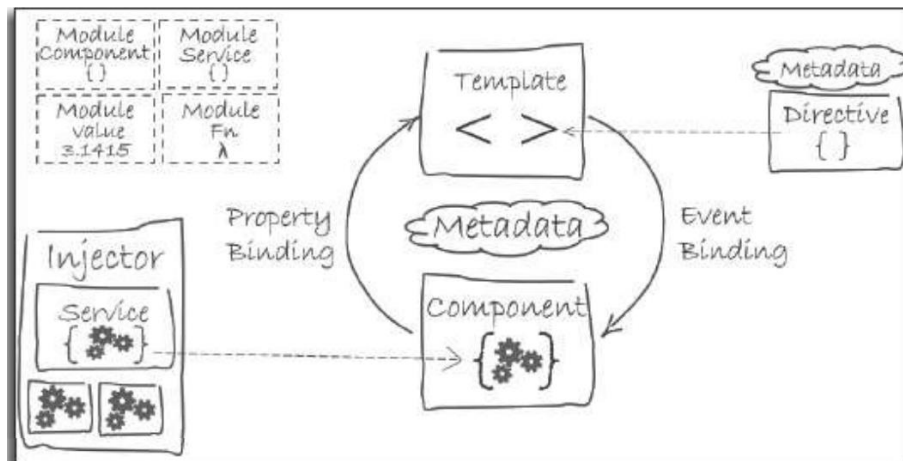 Module
Component
{ }
Module
Service
{ }
Module
value
3.1415
Module
Fn
λ
Template
< >
Metadata
Directive
{ }
Property
Binding
Metadata
Event
Binding
Injector
Service
{ }
Component
{ }